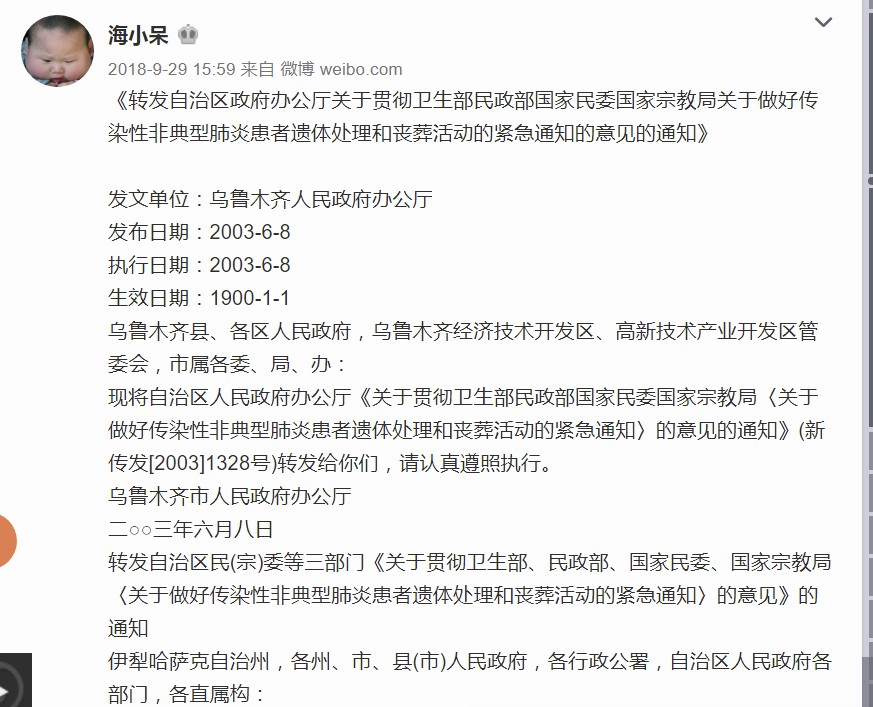 海小呆
2018-9-29 15:59 来自 微博 weibo.com
《转发自治区政府办公厅关于贯彻卫生部民政部国家民委国家宗教局关于做好传
染性非典型肺炎患者遗体处理和丧葬活动的紧急通知的意见的通知》
发文单位：乌鲁木齐人民政府办公厅
发布日期：2003-6-8
执行日期：2003-6-8
生效日期：1900-1-1
乌鲁木齐县、各区人民政府，乌鲁木齐经济技术开发区、高新技术产业开发区管
委会，市属各委、局、办：
现将自治区人民政府办公厅《关于贯彻卫生部民政部国家民委国家宗教局〈关于
做好传染性非典型肺炎患者遗体处理和丧葬活动的紧急通知〉的意见的通知》(新
传发[2003]1328号)转发给你们，请认真遵照执行。
乌鲁木齐市人民政府办公厅
二○○三年六月八日
转发自治区民(宗)委等三部门《关于贯彻卫生部、民政部、国家民委、国家宗教局
〈关于做好传染性非典型肺炎患者遗体处理和丧葬活动的紧急通知〉的意见》的
通知
伊犁哈萨克自治州，各州、市、县(市)人民政府，各行政公署，自治区人民政府各
部门，各直属构：